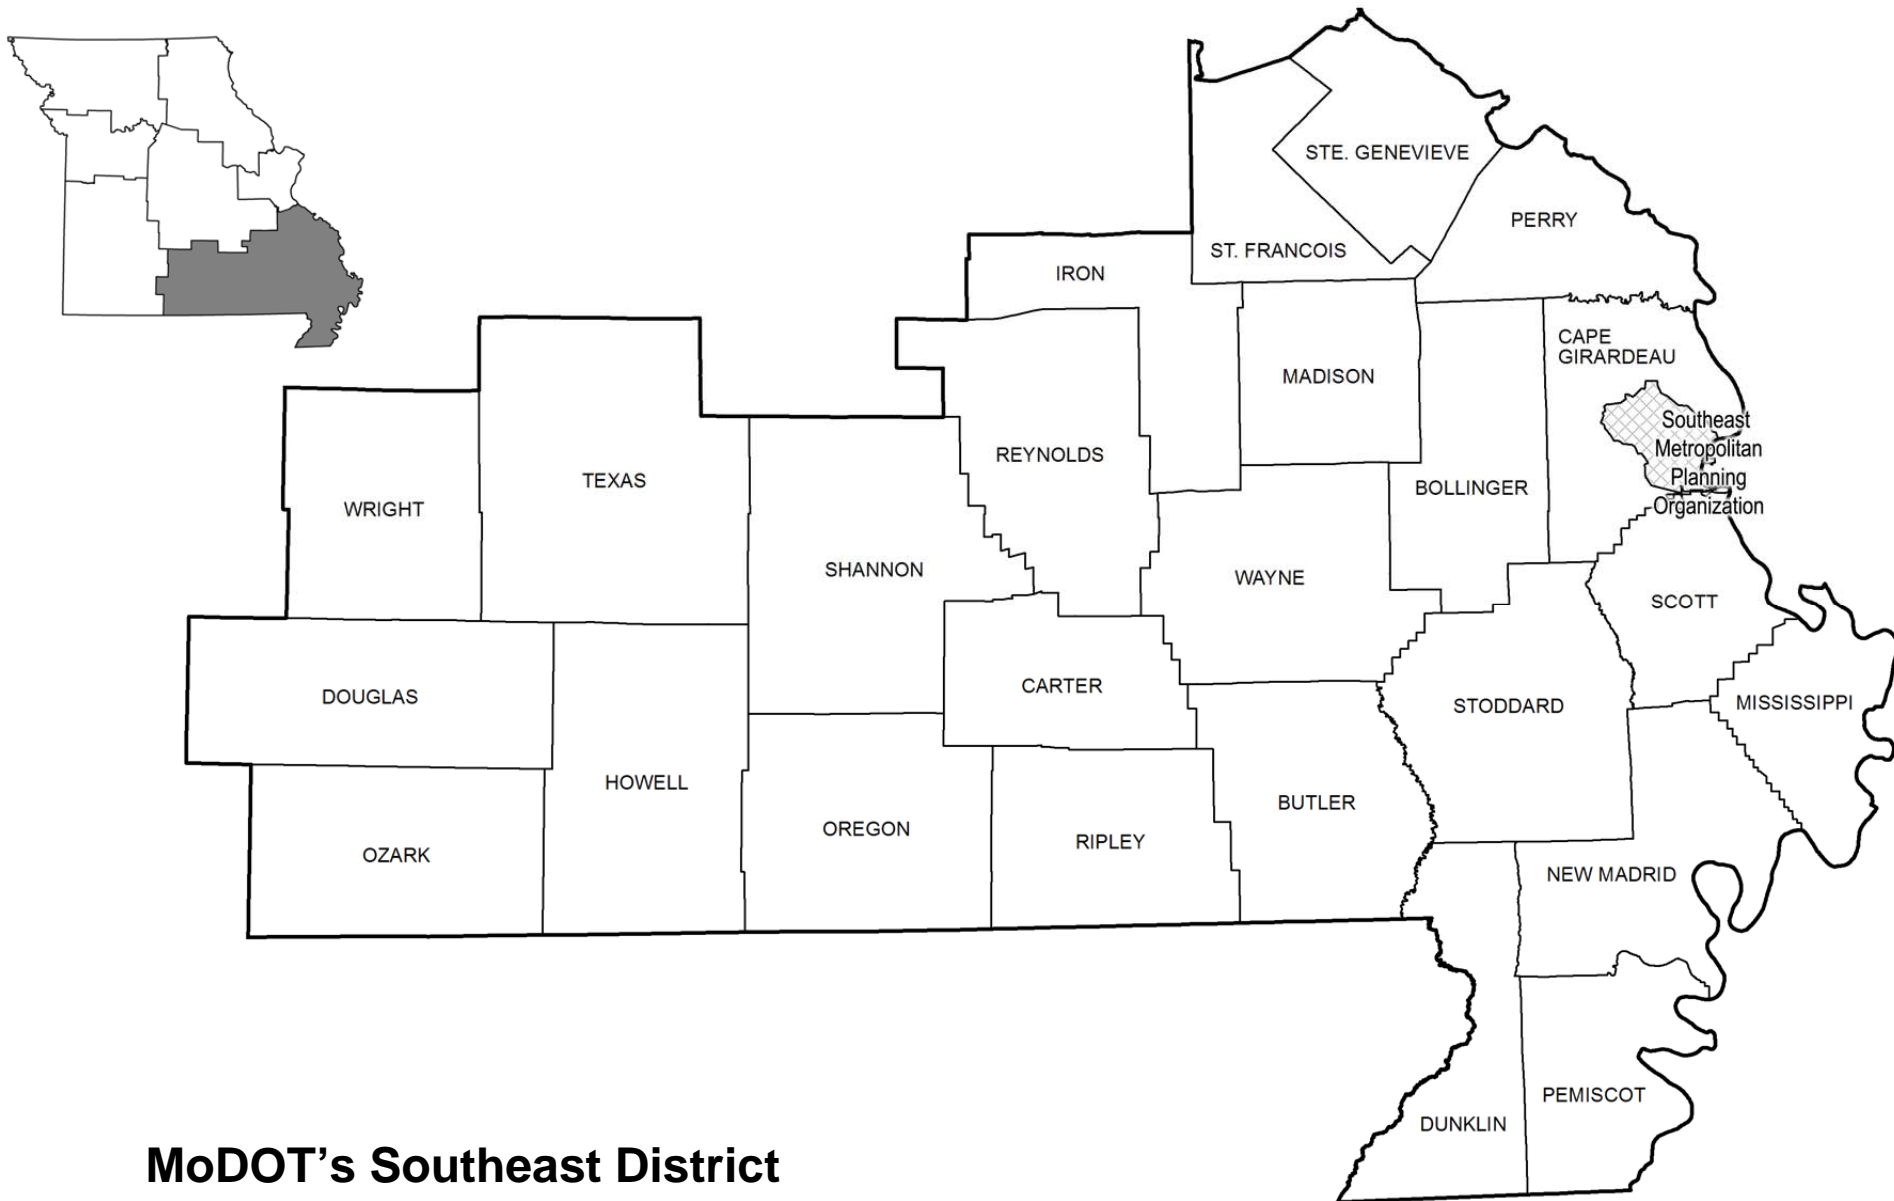 STE. GENEVIEVE
PERRY
ST. FRANCOIS
IRON
CAPE
GIRARDEAU
MADISON
Southeast
Metropolitan
Planning
Organization
REYNOLDS
TEXAS
BOLLINGER
WRIGHT
SHANNON
WAYNE
SCOTT
CARTER
DOUGLAS
MISSISSIPPI
STODDARD
HOWELL
BUTLER
OREGON
RIPLEY
OZARK
NEW MADRID
PEMISCOT
DUNKLIN
MoDOT’s Southeast District